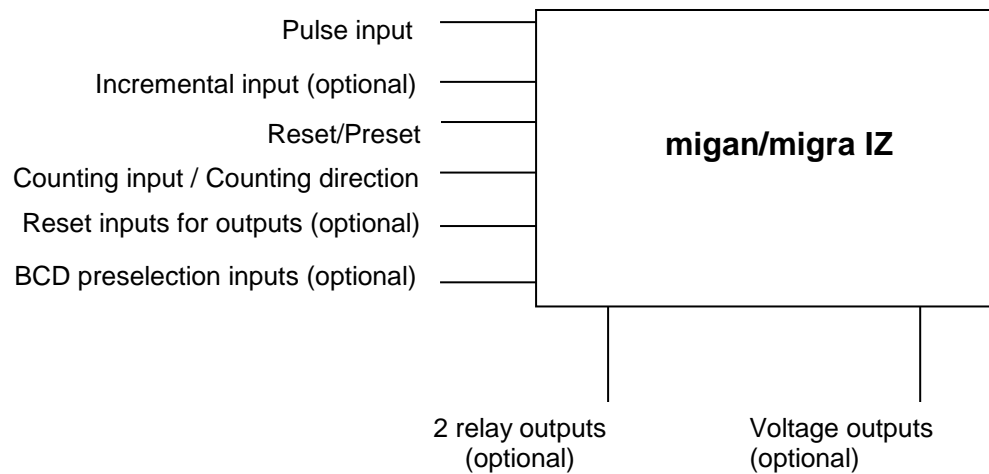 Pulse input
Incremental input (optional)
Reset/Preset
Counting input / Counting direction
Reset inputs for outputs (optional)
BCD preselection inputs (optional)
migan/migra IZ
2 relay outputs
(optional)
Voltage outputs
(optional)